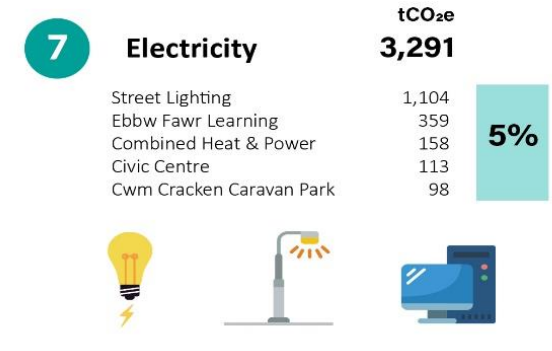 tCO₂e
7 Electricity 3,291
Street Lighting 1,104
Ebbw Fawr Learning 359
Combined Heat & Power 158
Civic Centre 113
Cwm Cracken Caravan Park 98
5%